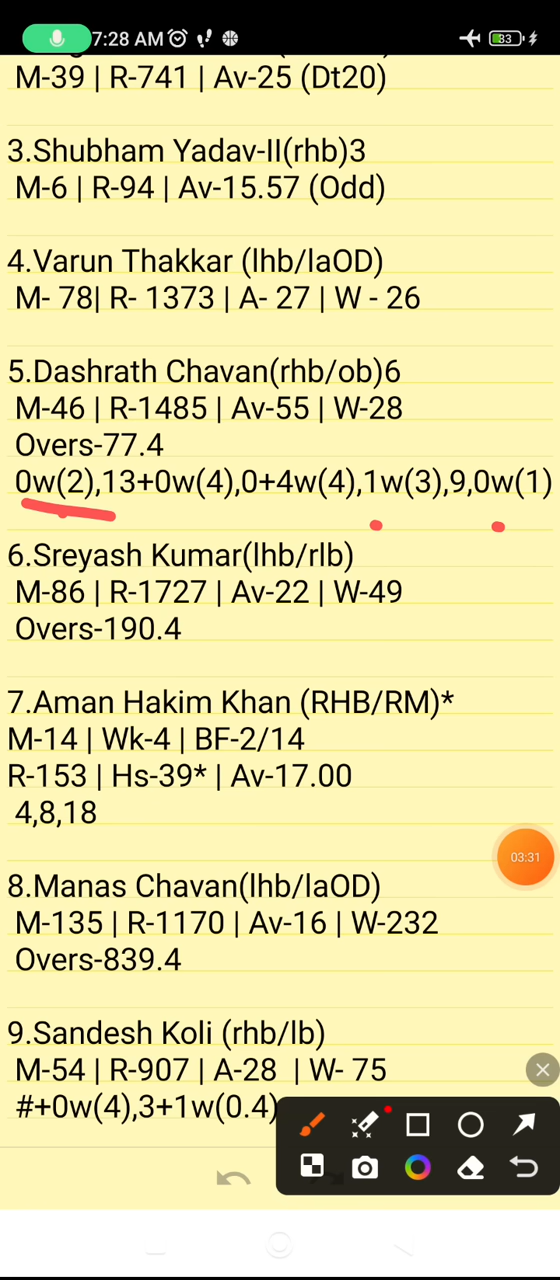 7:28 AM
83
M-39 | R-741 | Av-25 (Dt20)
3.Shubham Yadav-II(rhb)3
M-6 | R-94 | Av-15.57 (Odd)
4.Varun Thakkar (lhb/laOD)
M- 78| R- 1373 | A- 27 | W - 26
5.Dashrath Chavan(rhb/ob)6
M-46 | R-1485 | Av-55 | W-28
Overs-77.4
0w(2),13+0w(4),0+4w(4),1w(3),9,0w(1)
6.Sreyash Kumar(lhb/rlb)
M-86 | R-1727 | Av-22 | W-49
Overs-190.4
7.Aman Hakim Khan (RHB/RM)*
M-14 | Wk-4 | BF-2/14
R-153 | Hs-39* | Av-17.00
4,8,18
03:31
8.Manas Chavan(lhb/laOD)
M-135 | R-1170 | Av-16 | W-232
Overs-839.4
9.Sandesh Koli (rhb/lb)
M-54 | R-907 | A-28 | W- 75
#+0w(4),3+1w(0.4)